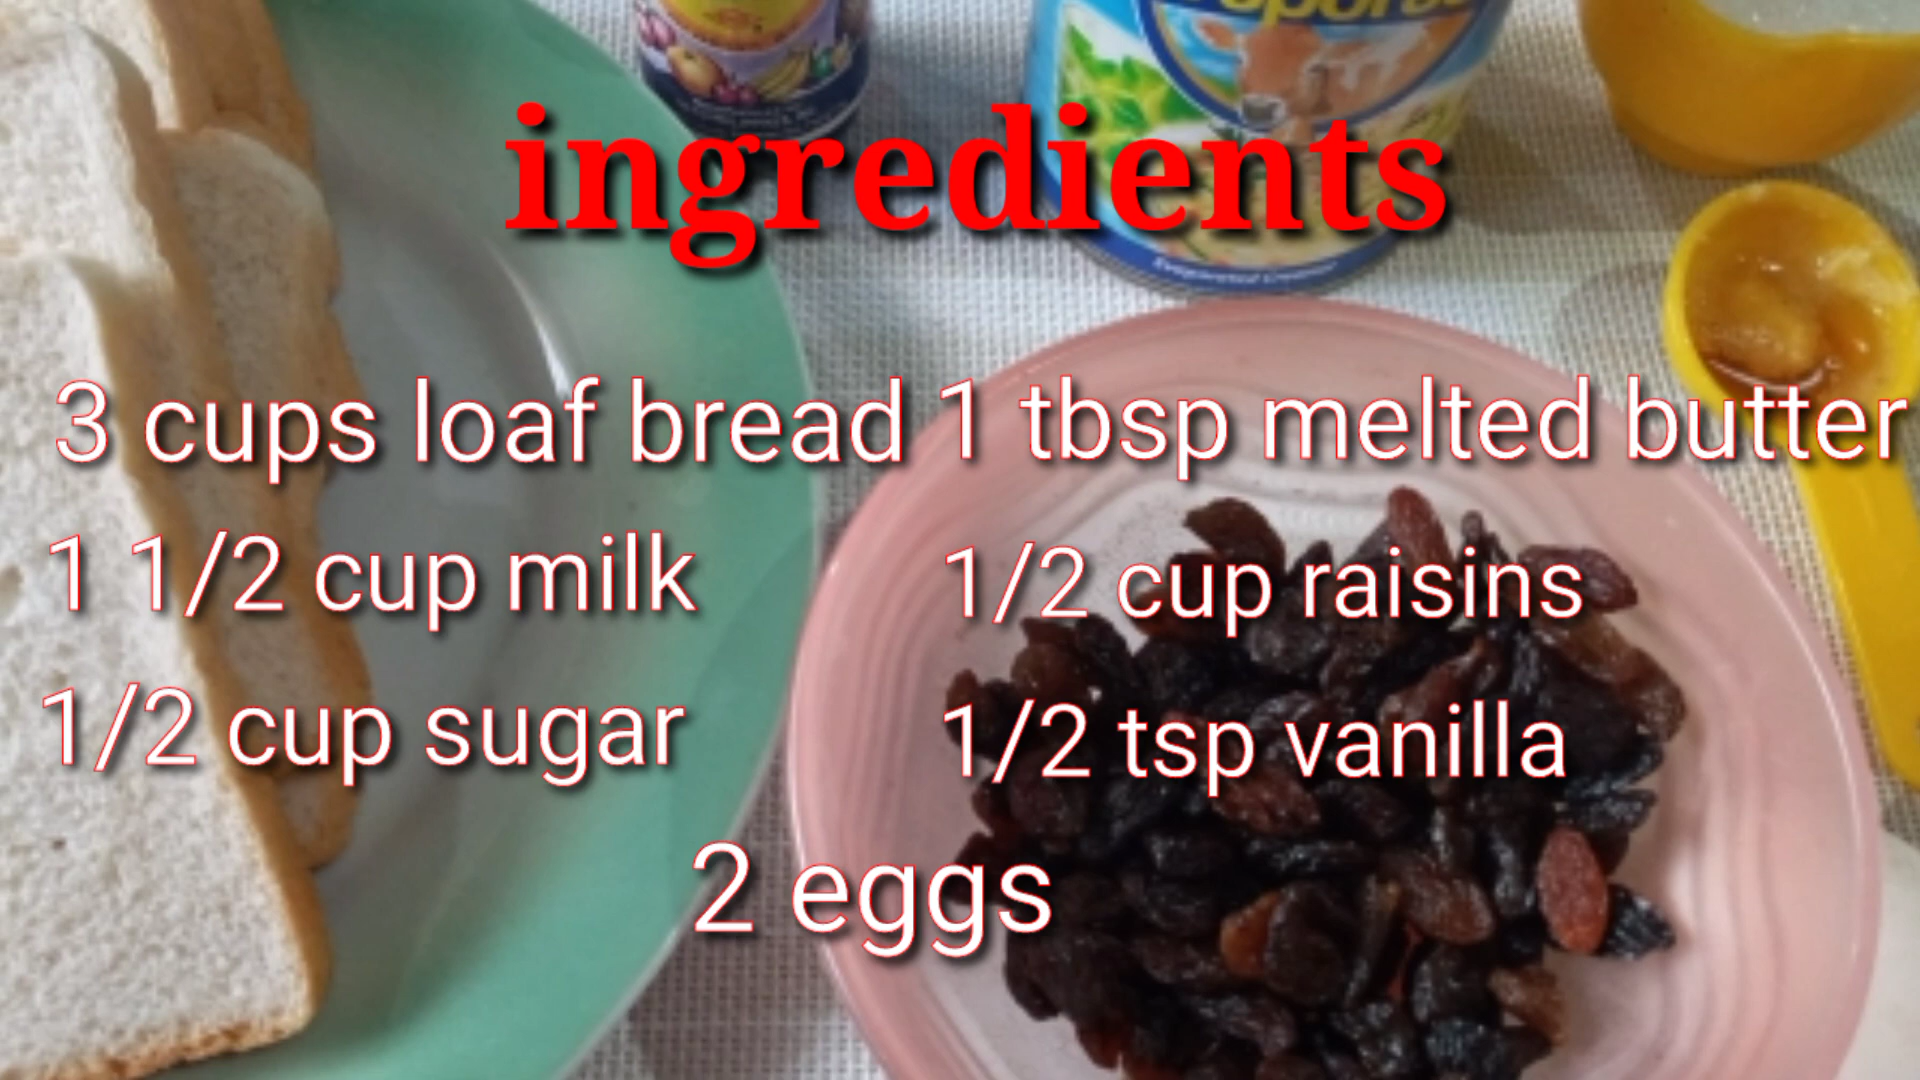 ingredients
3 cups loaf bread
1 1/2 cup milk
1/2 cup sugar
1 tbsp melted butter
1/2 cup raisins
1/2 tsp vanilla
2 eggs